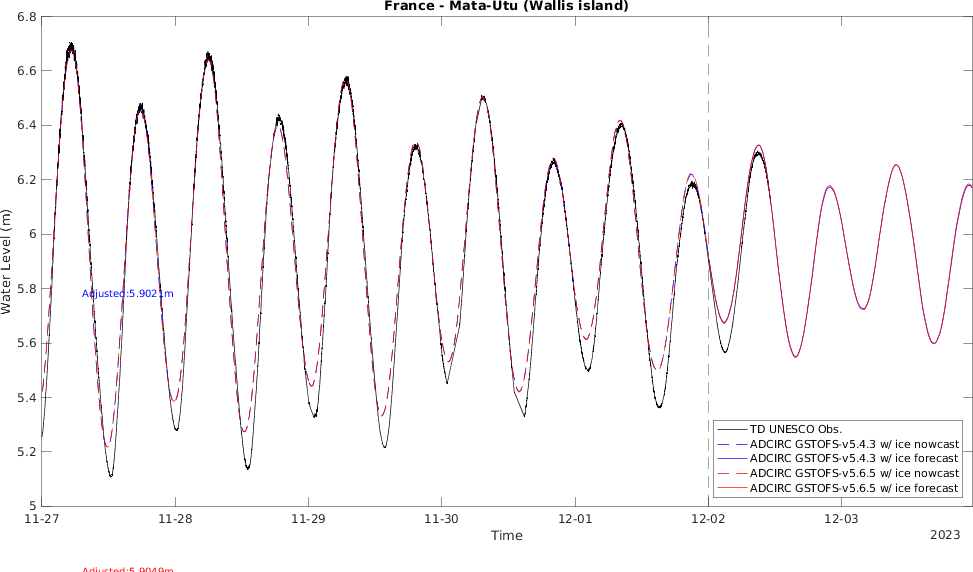 France - Mata-Utu (Wallis island)
6.8
6.6
6.4
6.2
6
5.8
5.6
5.4
5.2
5
Water Level (m)
Adjusted:5.9021m
TD UNESCO Obs.
ADCIRC GSTOFS-v5.4.3 w/ ice nowcast
ADCIRC GSTOFS-v5.4.3 w/ ice forecast
ADCIRC GSTOFS-v5.6.5 w/ ice nowcast
ADCIRC GSTOFS-v5.6.5 w/ ice forecast
11-27 11-28 11-29 11-30 12-01 12-02 12-03
Time
2023
Adjusted:5.9049m